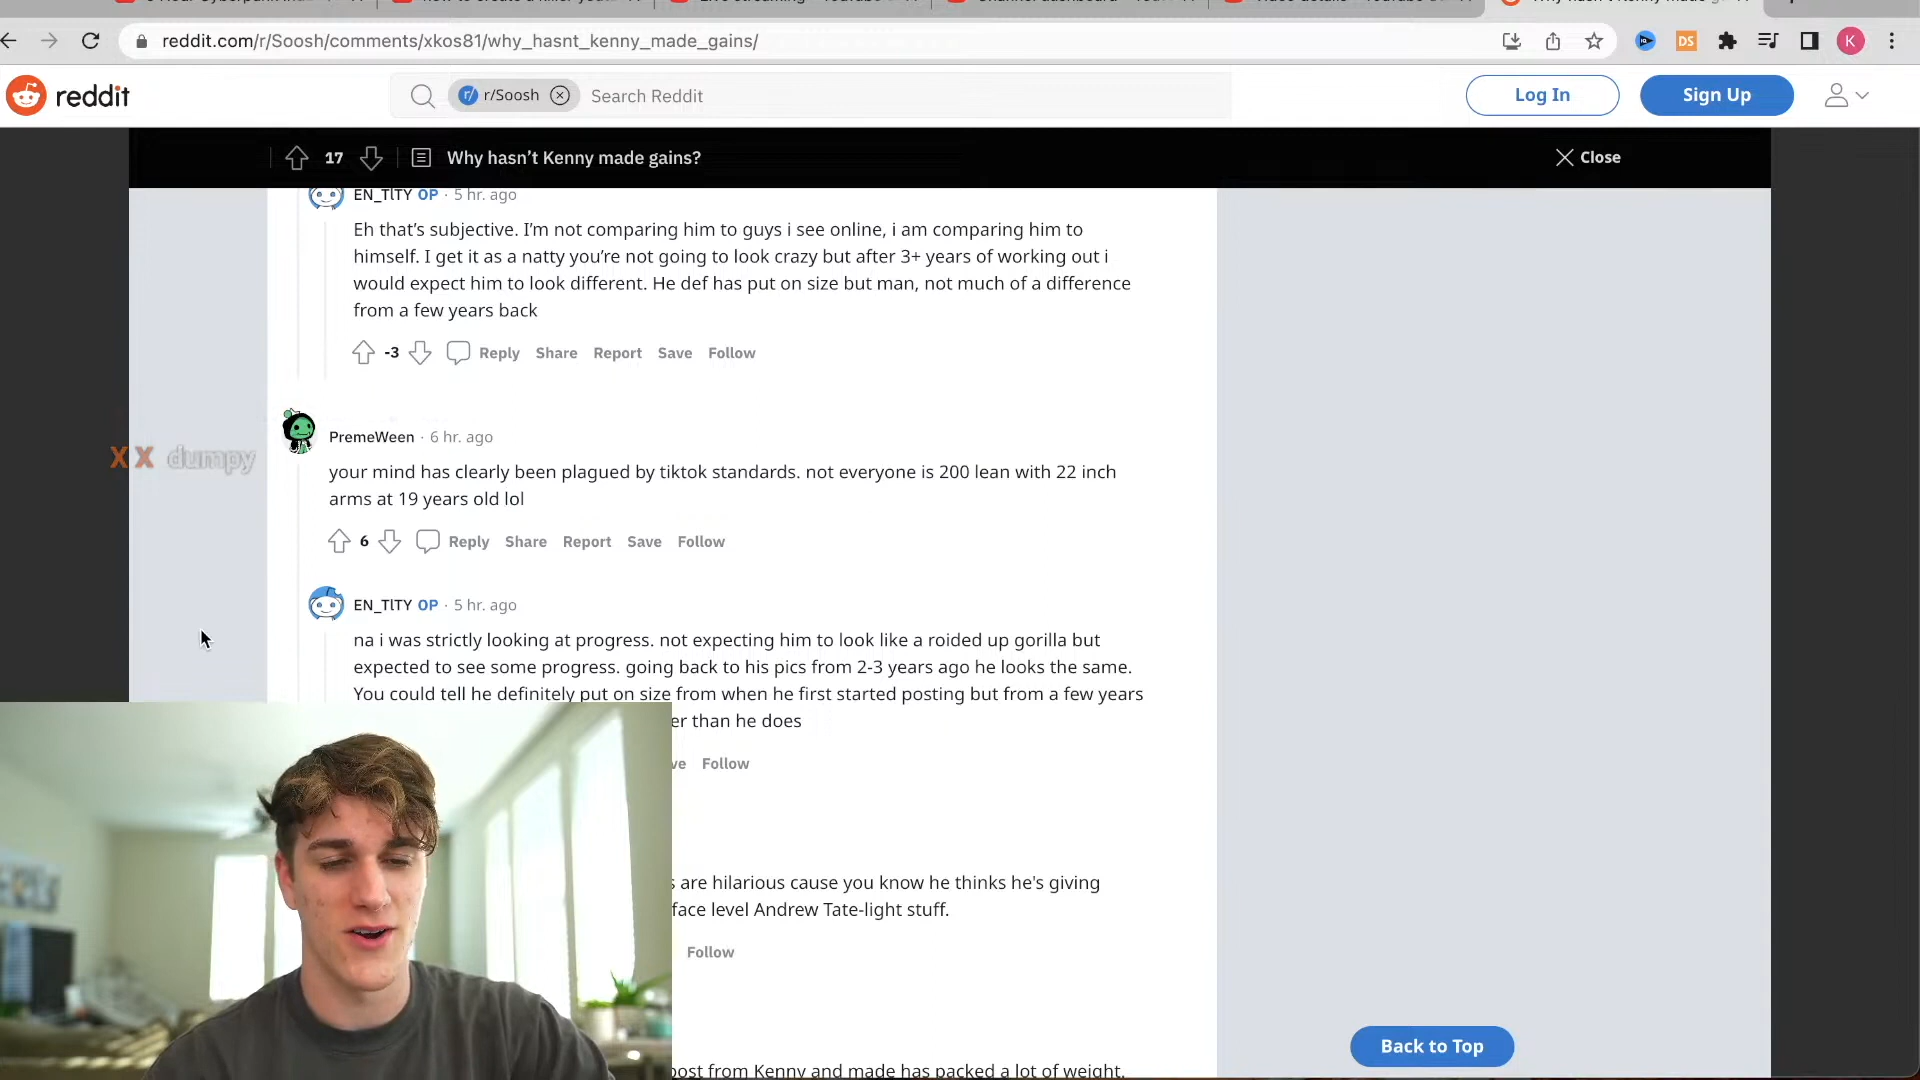 reddit.com/r/Soosh/comments/xkos81/why_hasnt_kenny_made_gains/
DS
K
reddit
r/Soosh
Search Reddit
Log In
Sign Up
17
Why hasn't Kenny made gains?
Close
EN_TlTY OP · 5 hr. ago
Eh that's subjective. I'm not comparing him to guys i see online, i am comparing him to
himself. I get it as a natty you're not going to look crazy but after 3+ years of working out i
would expect him to look different. He def has put on size but man, not much of a difference
from a few years back
-3 Reply Share Report Save Follow
PremeWeen · 6 hr. ago
XX dumpy
your mind has clearly been plagued by tiktok standards. not everyone is 200 lean with 22 inch
arms at 19 years old lol
6 Reply Share Report Save Follow
EN_TlTY OP · 5 hr. ago
na i was strictly looking at progress. not expecting him to look like a roided up gorilla but
expected to see some progress. going back to his pics from 2-3 years ago he looks the same.
You could tell he definitely put on size from when he first started posting but from a few years
er than he does
ve Follow
s are hilarious cause you know he thinks he's giving
face level Andrew Tate-light stuff.
Follow
Back to Top
post from Kenny and made has packed a lot of weight.